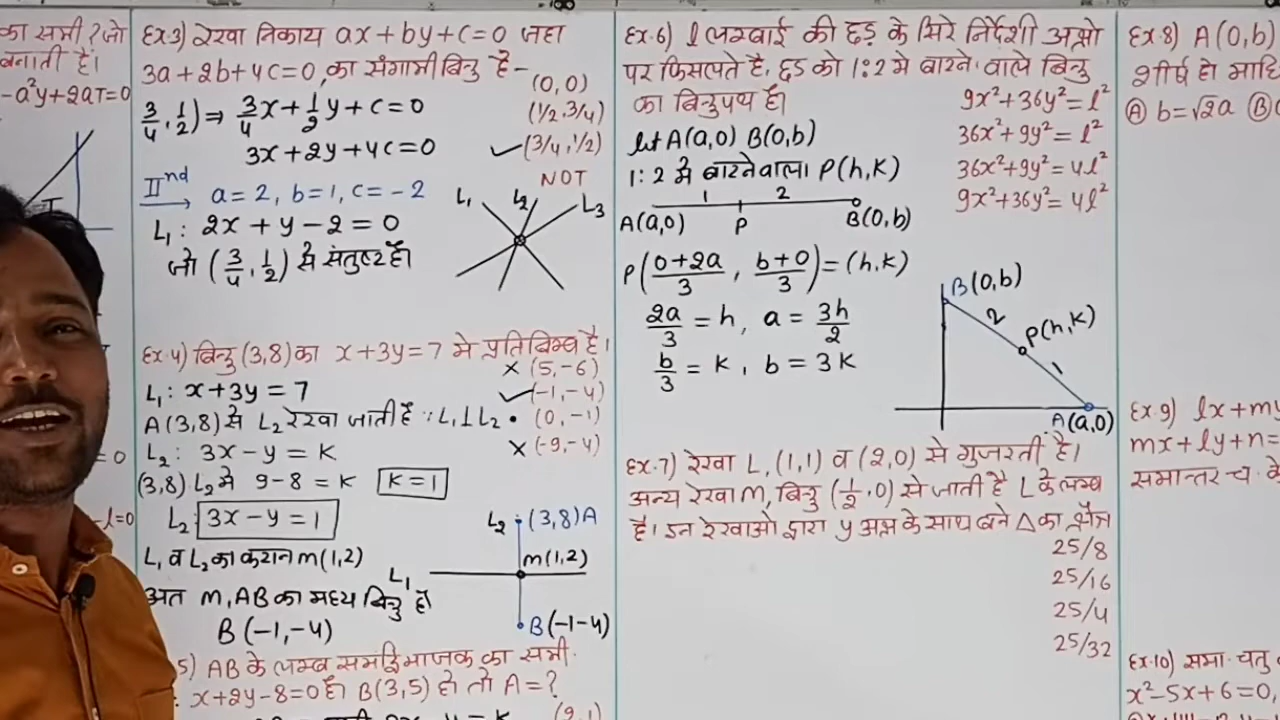 का सभी ? जो
बनाती है।
-a²y+2aT=0
= 0
-l=0
Ex·3) रेखा निकाय ax+by+c=0 जहा
3a+2b+4c=0, का संगामी बिन्दु है -
(0,0)
(1/2,3/4)
(3/4,1/2)
NOT
(3/4, 1/2) ⇒ 3/4x+1/2y+c=0
3x+2y+4c=0
IInd a=2, b=1, c=-2
L₁: 2x+y-2=0
जो (3/4, 1/2) से संतुष्ट है।
L₁ L₂ L₃
Ex·4) बिन्दु (3,8) का x+3y=7 मे प्रतिबिम्ब है।
× (5,-6)
✓ (-1,-4)
• (0,-1)
× (-9,-4)
L₁: x+3y=7
A(3,8) से L₂ रेखा जाती है ∵ L₁⊥L₂
L₂: 3x-y=K
(3,8) L₂ मे 9-8=K K=1
L₂: 3x-y=1
L₁ व L₂ का कटान M(1,2)
अत M, AB का मध्य बिन्दु है।
B(-1,-4)
L₂ (3,8)A
M(1,2)
L₁
B(-1-4)
5) AB के लम्ब समद्विभाजक का समी.
x+2y-8=0 है। B(3,5) हो तो A=?
(2,1)
Ex·6) l लम्बाई की छड़ के सिरे निर्देशी अक्षो
पर फिसलते है, छड को 1:2 मे बाटने वाले बिन्दु
का बिन्दुपथ है।
9x²+36y²=l²
36x²+9y²=l²
36x²+9y²=4l²
9x²+36y²=4l²
let A(a,0) B(0,b)
1:2 मे बाटनेवाला P(h,K)
1 2
A(a,0) P B(0,b)
P(0+2a/3, b+0/3)=(h,K)
2a/3=h, a=3h/2
b/3=K, b=3K
B(0,b)
2
P(h,K)
1
A(a,0)
Ex·7) रेखा L, (1,1) व (2,0) से गुजरती है।
अन्य रेखा M, बिन्दु (1/2,0) से जाती है L के लम्ब
है। इन रेखाओ द्वारा y अक्ष के साथ बने Δ का क्षैत्र
25/8
25/16
25/4
25/32
Ex·8) A(0,b)
शीर्ष हो माधि
Ⓐ b=√2a Ⓑ
Ex·9) lx+my
mx+ly+n=
समान्तर च. के
Ex·10) समा. चतु
x²-5x+6=0,